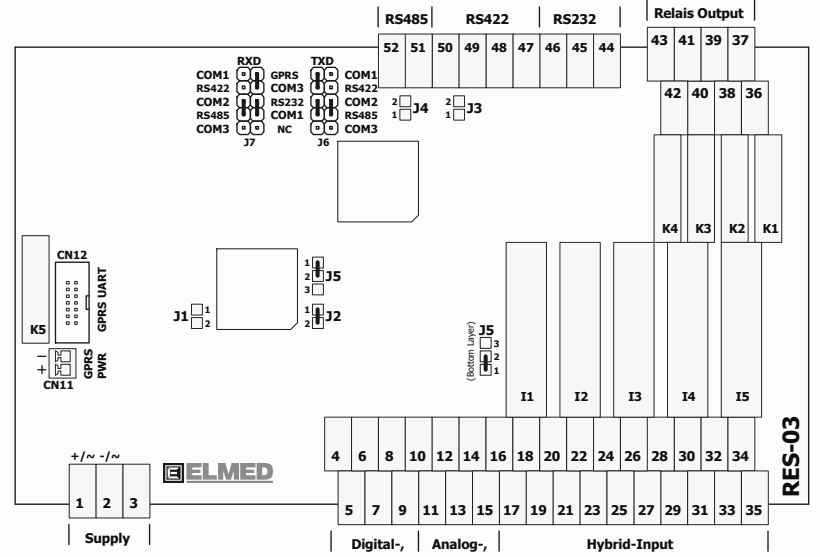 RS485 RS422 RS232 Relais Output
52 51 50 49 48 47 46 45 44 43 41 39 37
42 40 38 36
RXD TXD
COM1 GPRS COM1
RS422 COM3 RS422
COM2 RS232 COM2
RS485 COM1 RS485
COM3 NC COM3
J7 J6
2 J4 2 J3
1 1
K4 K3 K2 K1
CN12
GPRS UART
K5
- GPRS
+ PWR
CN11
1
2 J5
3
J1 1
2
1 J2
2
J5
(Bottom Layer)
3
2
1
I1 I2 I3 I4 I5
RES-03
4 6 8 10 12 14 16 18 20 22 24 26 28 30 32 34
+/~ -/~
ELMED
1 2 3
5 7 9 11 13 15 17 19 21 23 25 27 29 31 33 35
Supply
Digital-, Analog-, Hybrid-Input